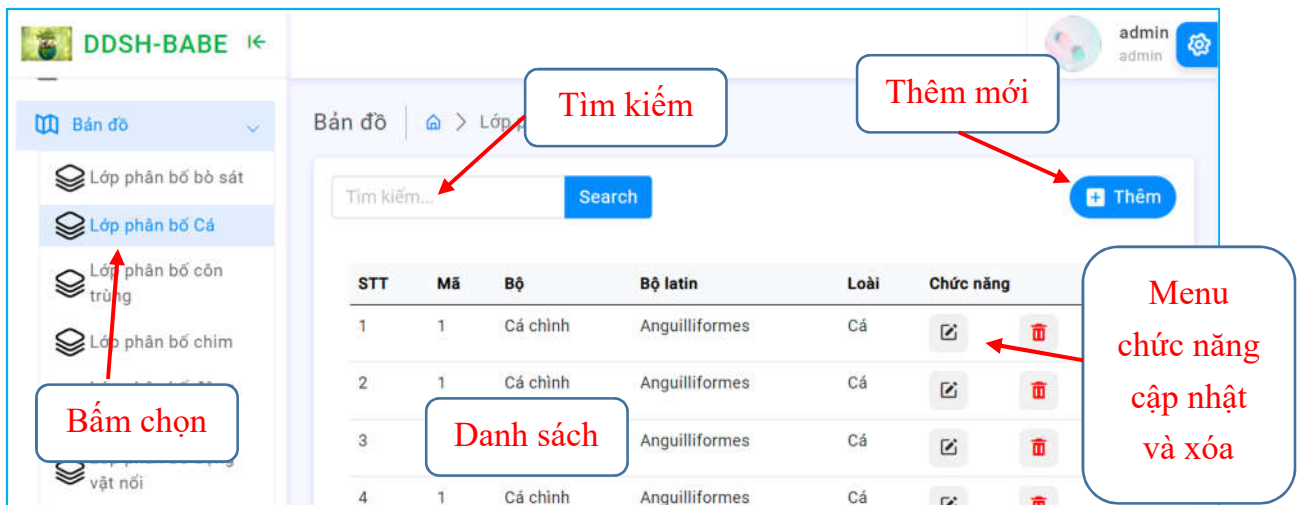 DDSH-BABE
admin
admin
Tìm kiếm
Thêm mới
Bản đồ
Bản đồ > Lớp
Lớp phân bố bò sát
Tìm kiếm...
Search
Thêm
Lớp phân bố Cá
Lớp phân bố côn
trùng
Lớp phân bố chim
STT Mã Bộ Bộ latin Loài Chức năng
1 1 Cá chình Anguilliformes Cá
2 1 Cá chình Anguilliformes Cá
3 Anguilliformes Cá
4 1 Cá chình Anguilliformes Cá
Menu
chức năng
cập nhật
và xóa
Bấm chọn
Danh sách
vật nổi